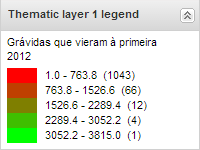 Thematic layer 1 legend
Grávidas que vieram à primeira
2012
1.0 - 763.8 (1043)
763.8 - 1526.6 (66)
1526.6 - 2289.4 (12)
2289.4 - 3052.2 (4)
3052.2 - 3815.0 (1)